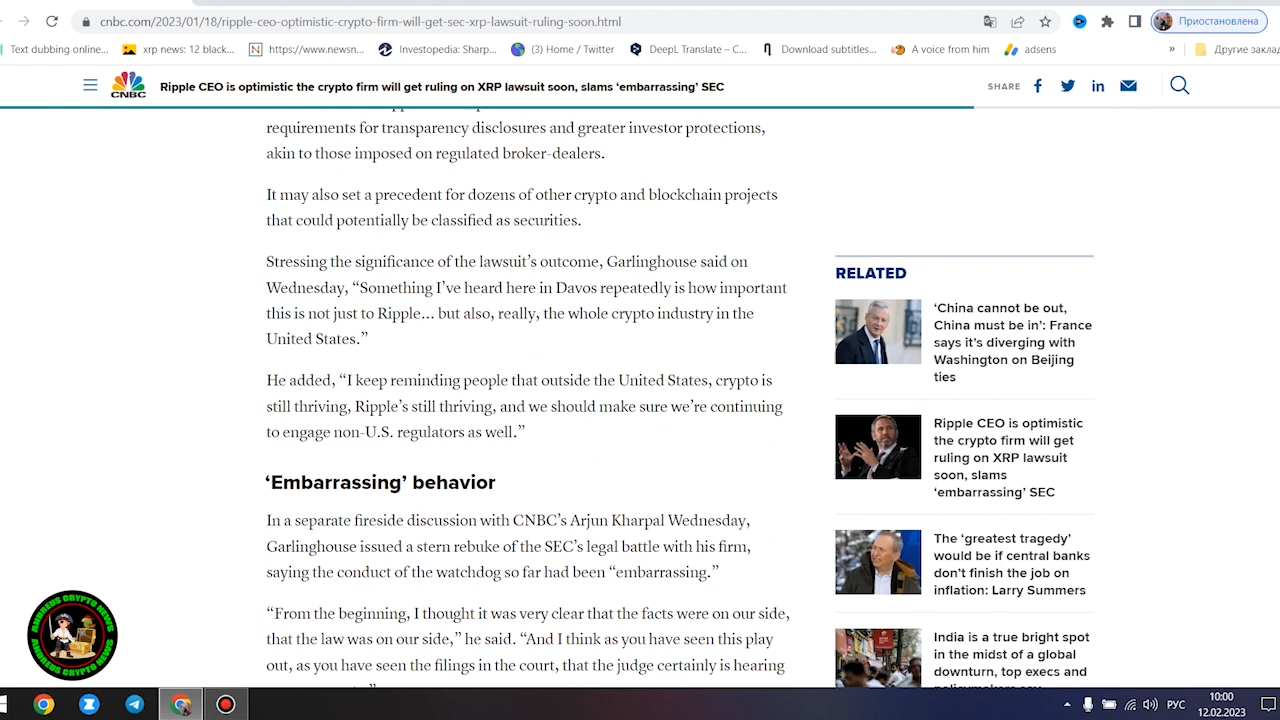 cnbc.com/2023/01/18/ripple-ceo-optimistic-crypto-firm-will-get-sec-xrp-lawsuit-ruling-soon.html
Приостановлена
Text dubbing online...
xrp news: 12 black...
https://www.newsn...
Investopedia: Sharp...
(3) Home / Twitter
DeepL Translate – C...
Download subtitles...
A voice from him
adsens
»
Другие закла
CNBC
Ripple CEO is optimistic the crypto firm will get ruling on XRP lawsuit soon, slams ‘embarrassing’ SEC
SHARE
requirements for transparency disclosures and greater investor protections,
akin to those imposed on regulated broker-dealers.
It may also set a precedent for dozens of other crypto and blockchain projects
that could potentially be classified as securities.
Stressing the significance of the lawsuit’s outcome, Garlinghouse said on
Wednesday, “Something I’ve heard here in Davos repeatedly is how important
this is not just to Ripple... but also, really, the whole crypto industry in the
United States.”
He added, “I keep reminding people that outside the United States, crypto is
still thriving, Ripple’s still thriving, and we should make sure we’re continuing
to engage non-U.S. regulators as well.”
‘Embarrassing’ behavior
In a separate fireside discussion with CNBC’s Arjun Kharpal Wednesday,
Garlinghouse issued a stern rebuke of the SEC’s legal battle with his firm,
saying the conduct of the watchdog so far had been “embarrassing.”
“From the beginning, I thought it was very clear that the facts were on our side,
that the law was on our side,” he said. “And I think as you have seen this play
out, as you have seen the filings in the court, that the judge certainly is hearing
RELATED
‘China cannot be out,
China must be in’: France
says it’s diverging with
Washington on Beijing
ties
Ripple CEO is optimistic
the crypto firm will get
ruling on XRP lawsuit
soon, slams
‘embarrassing’ SEC
The ‘greatest tragedy’
would be if central banks
don’t finish the job on
inflation: Larry Summers
India is a true bright spot
in the midst of a global
downturn, top execs and
ANDREUS CRYPTO NEWS
ANDREUS CRYPTO NEWS
РУС
10:00
12.02.2023